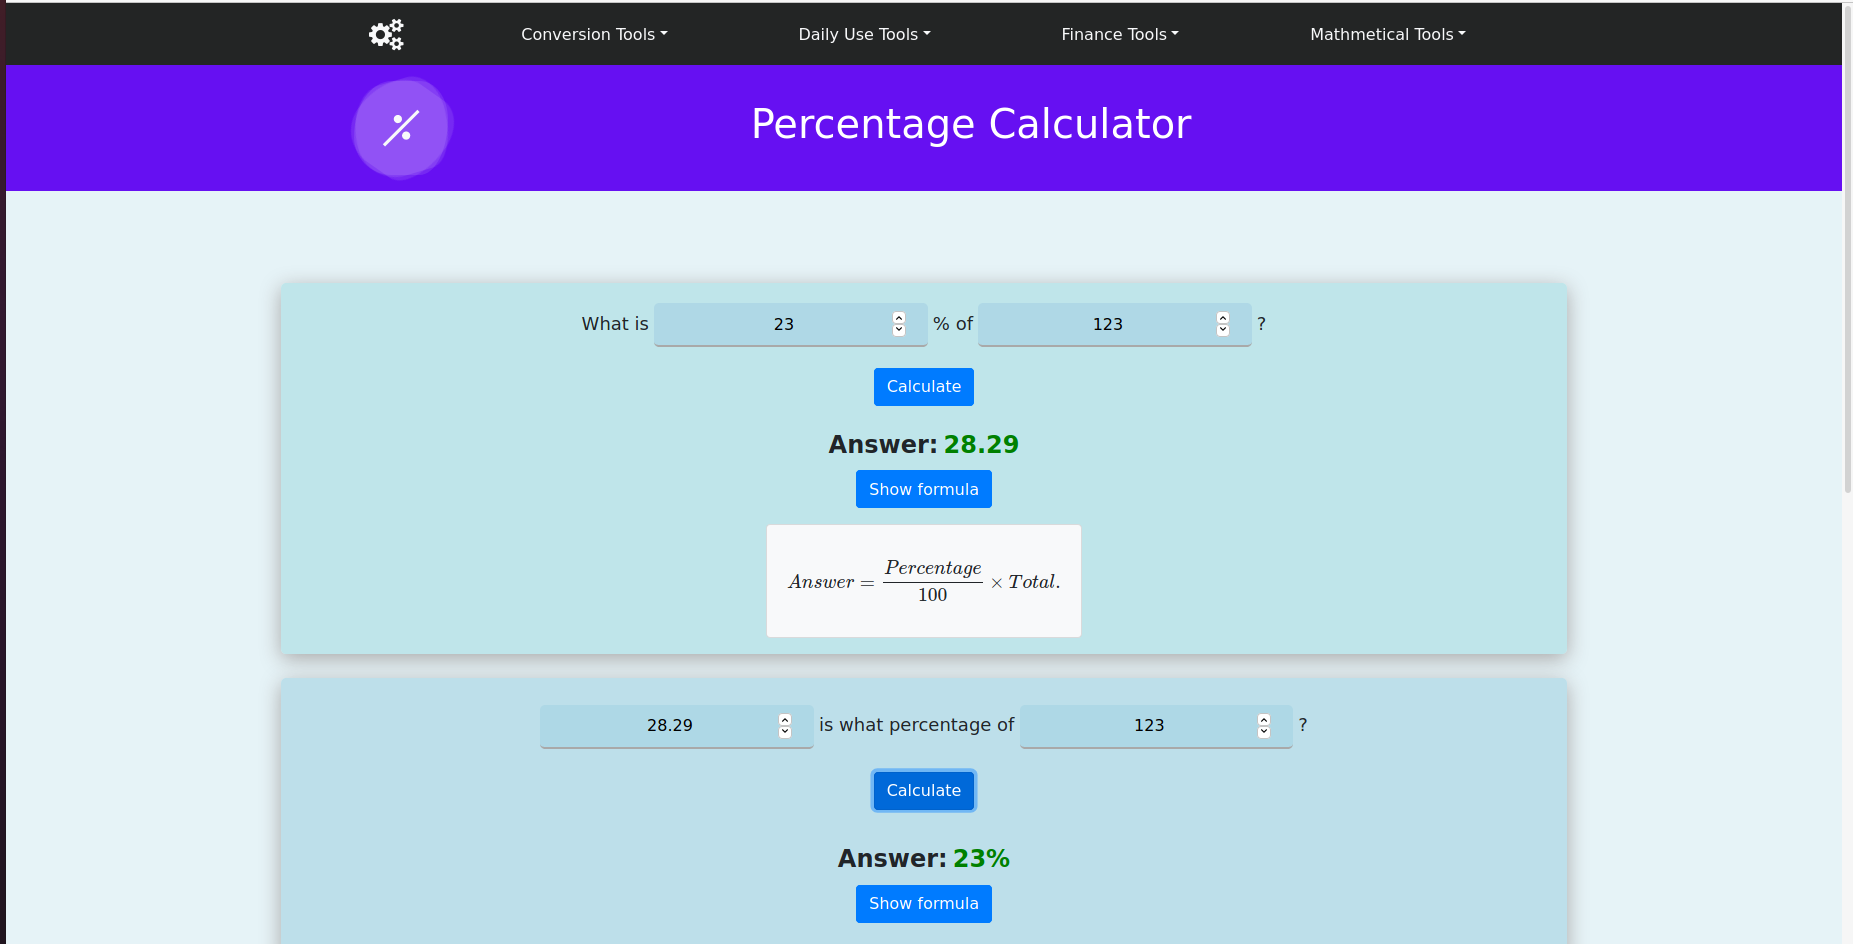 Conversion Tools Daily Use Tools Finance Tools Mathmetical Tools
Percentage Calculator
What is 23 % of 123 ?
Calculate
Answer: 28.29
Show formula
Answer = Percentage / 100 × Total.
28.29 is what percentage of 123 ?
Calculate
Answer: 23%
Show formula